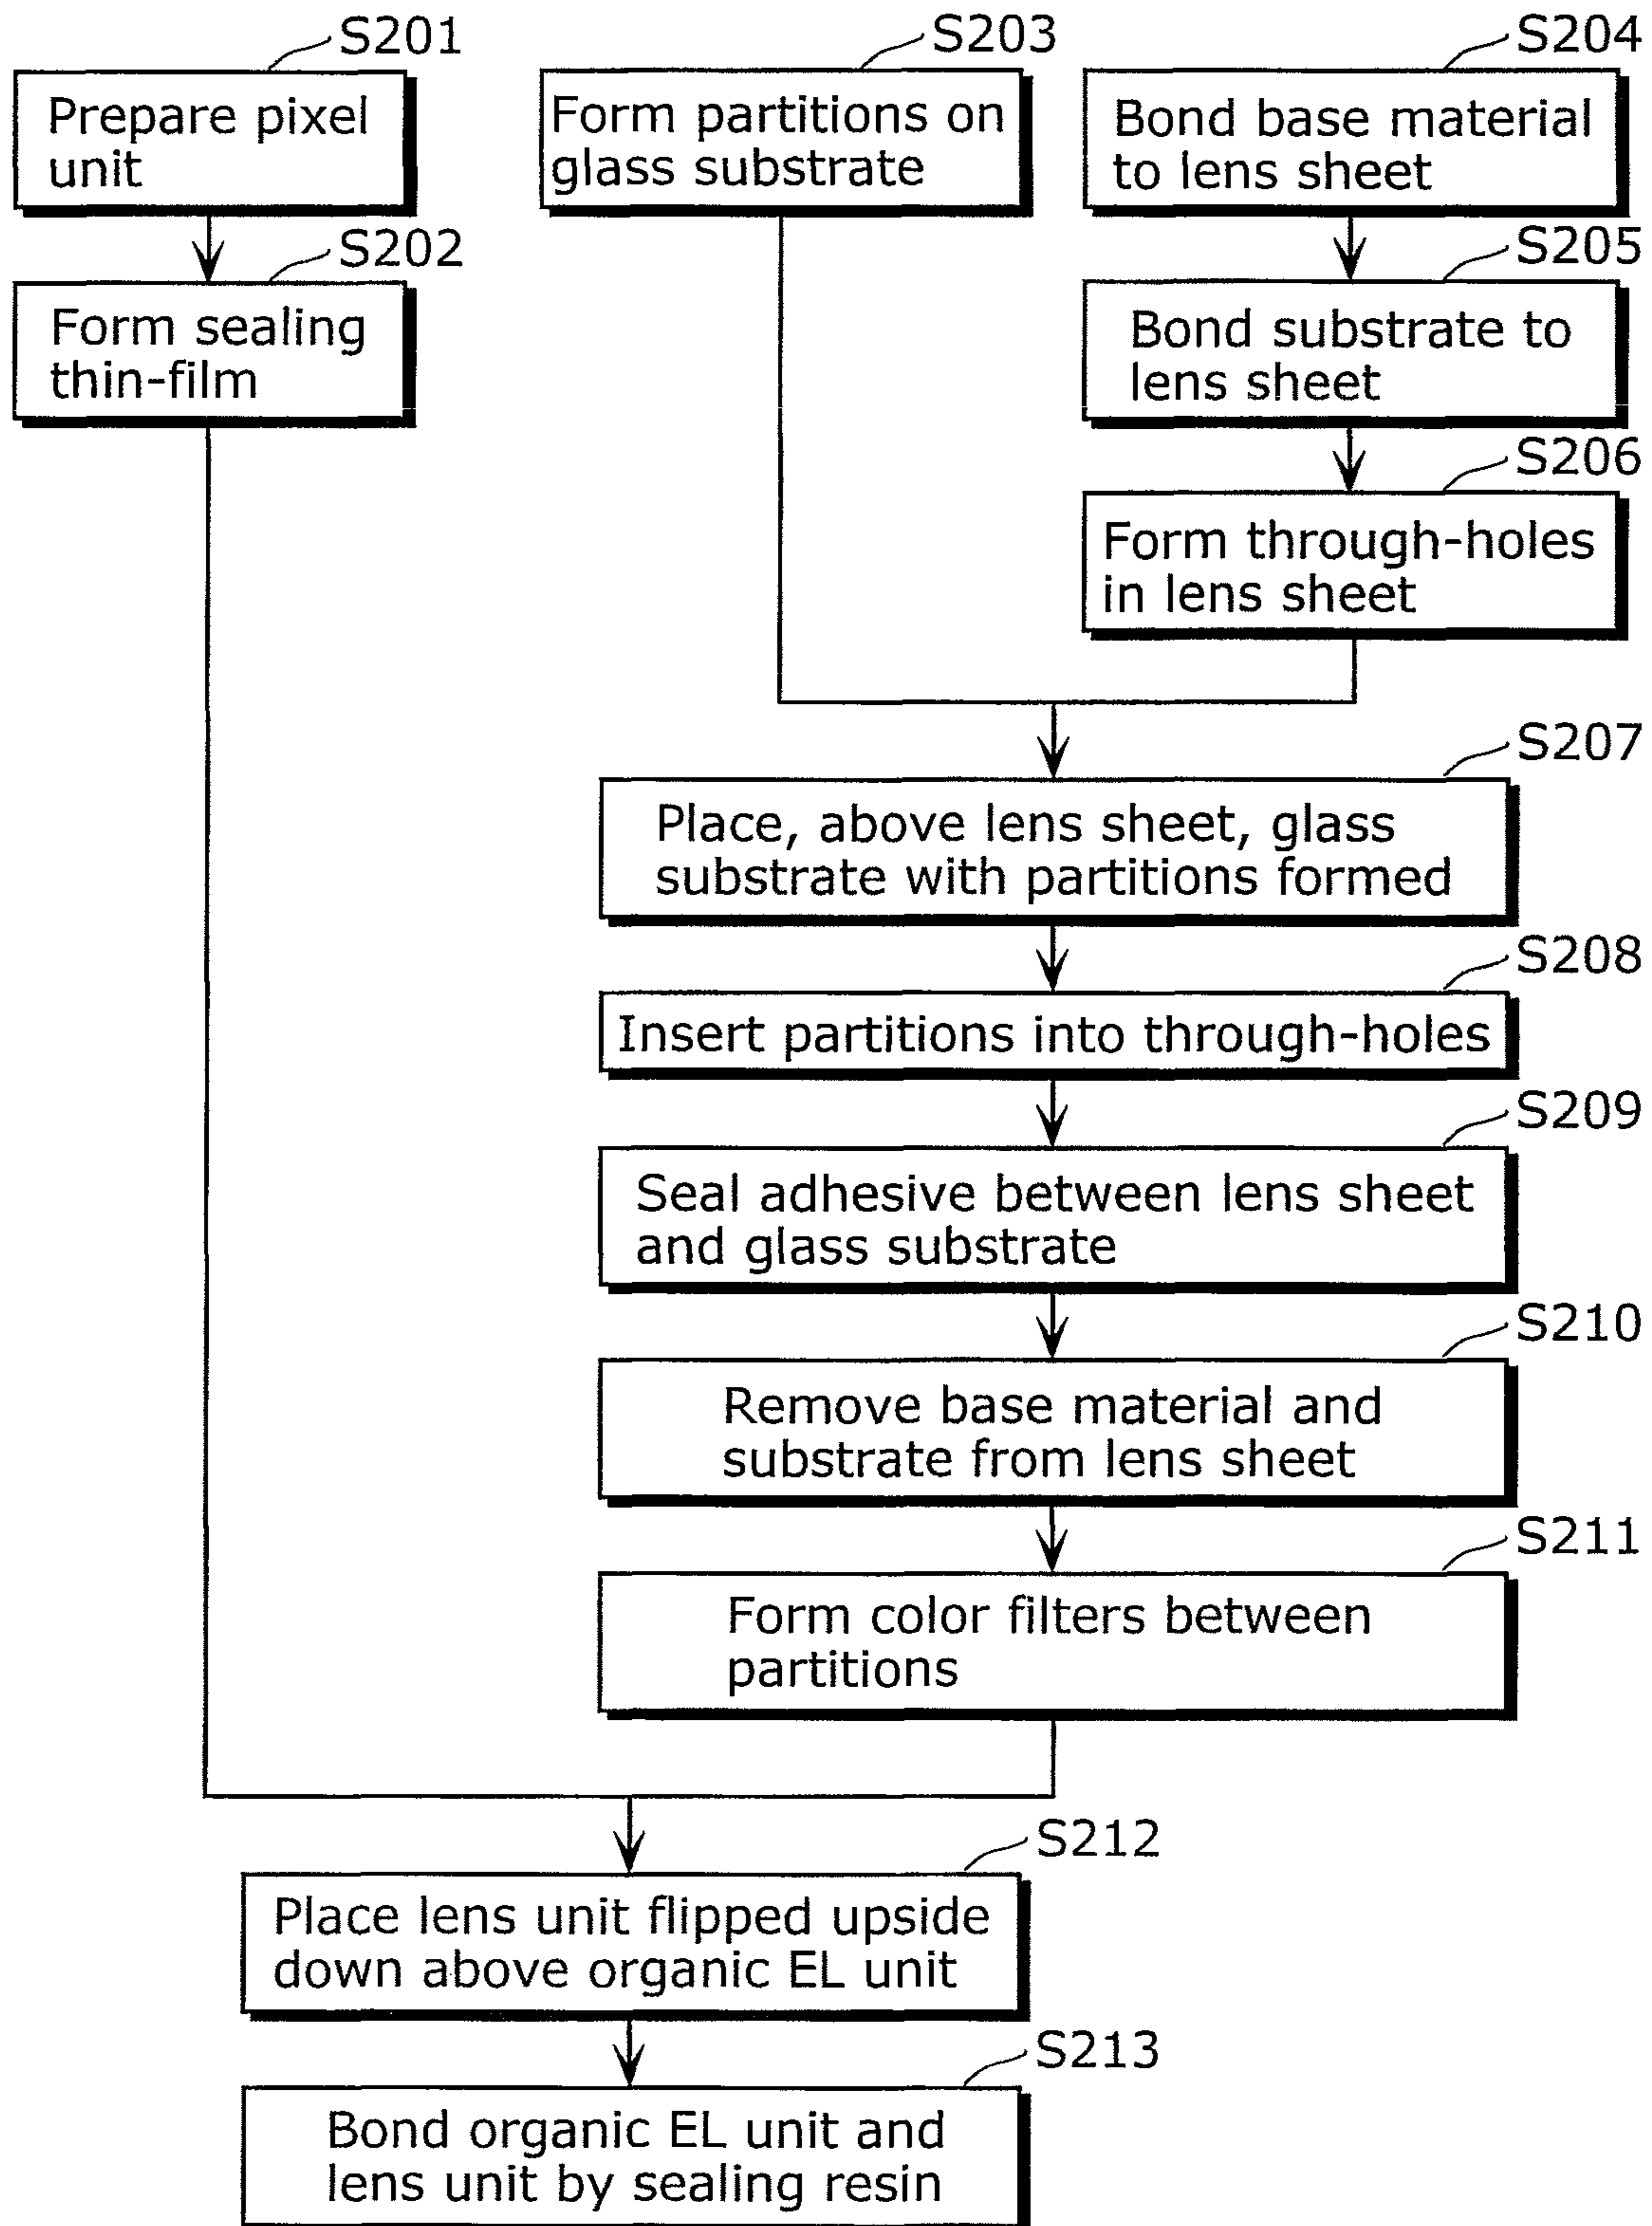 S201
Prepare pixel
unit
S202
Form sealing
thin-film
S203
Form partitions on
glass substrate
S204
Bond base material
to lens sheet
S205
Bond substrate to
lens sheet
S206
Form through-holes
in lens sheet
S207
Place, above lens sheet, glass
substrate with partitions formed
S208
Insert partitions into through-holes
S209
Seal adhesive between lens sheet
and glass substrate
S210
Remove base material and
substrate from lens sheet
S211
Form color filters between
partitions
S212
Place lens unit flipped upside
down above organic EL unit
S213
Bond organic EL unit and
lens unit by sealing resin